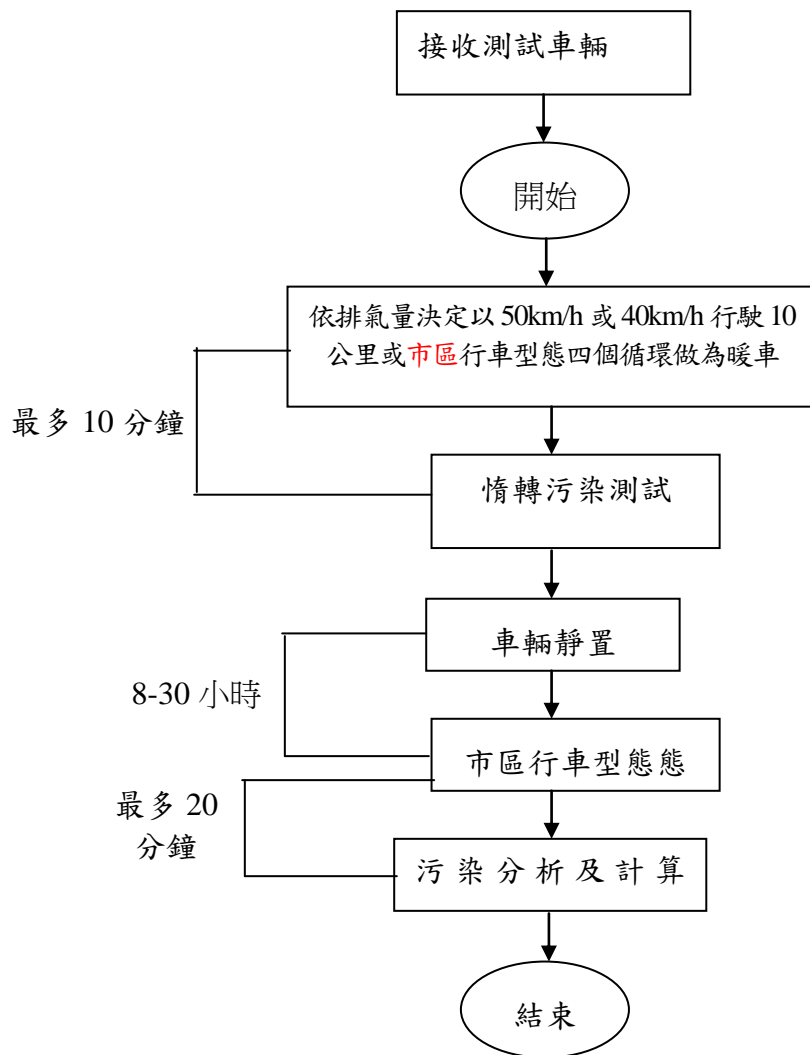 接收測試車輛
開始
依排氣量決定以 50km/h 或 40km/h 行駛 10
公里或市區行車型態四個循環做為暖車
最多 10 分鐘
惰轉污染測試
車輛靜置
8-30 小時
市區行車型態態
最多 20
分鐘
污染分析及計算
結束